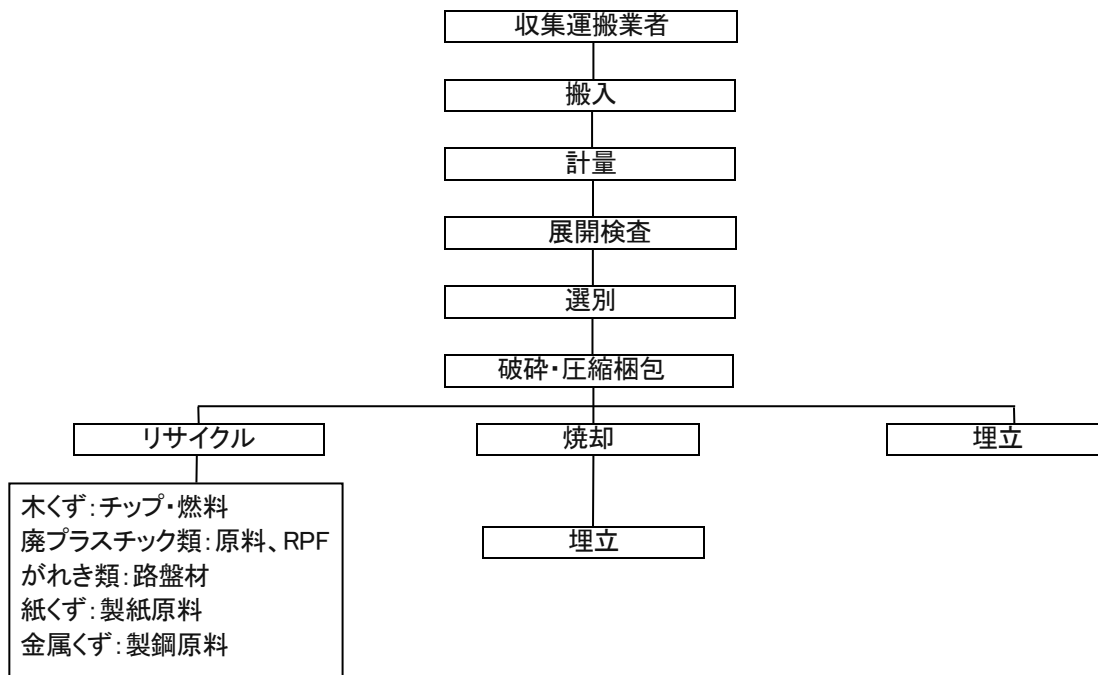 収集運搬業者
搬入
計量
展開検査
選別
破砕・圧縮梱包
リサイクル
焼却
埋立
木くず：チップ・燃料
廃プラスチック類：原料、RPF
がれき類：路盤材
紙くず：製紙原料
金属くず：製鋼原料
埋立